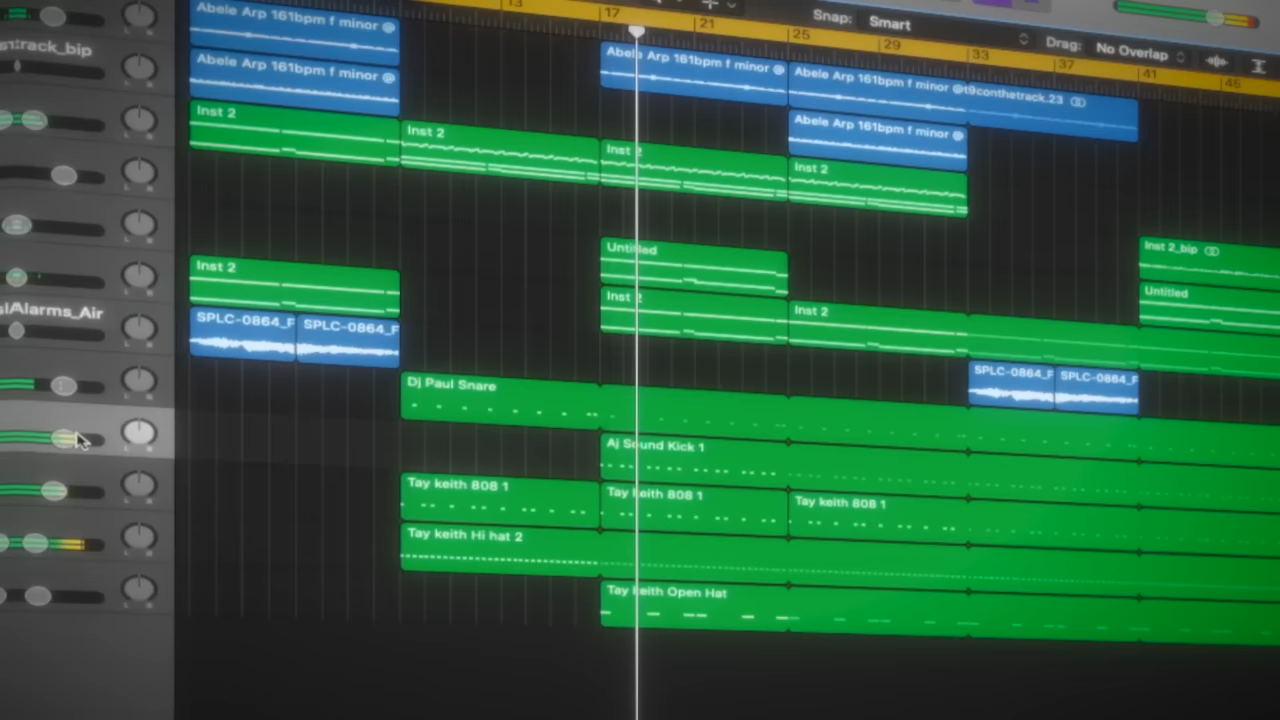 13
17
21
25
29
33
37
41
45
Snap: Smart
Drag: No Overlap
Abele Arp 161bpm f minor @
Abele Arp 161bpm f minor @
Abele Arp 161bpm f minor @
Abele Arp 161bpm f minor @t9conthetrack.23
Abele Arp 161bpm f minor @
track_bip
Inst 2
Inst 2
Inst 2
Inst 2
Untitled
Inst 2_bip
Inst 2
Inst 2
Inst 2
Untitled
lAlarms_Air
SPLC-0864_F
SPLC-0864_F
SPLC-0864_F
SPLC-0864_F
Dj Paul Snare
Aj Sound Kick 1
Tay keith 808 1
Tay keith 808 1
Tay keith 808 1
Tay keith Hi hat 2
Tay keith Open Hat